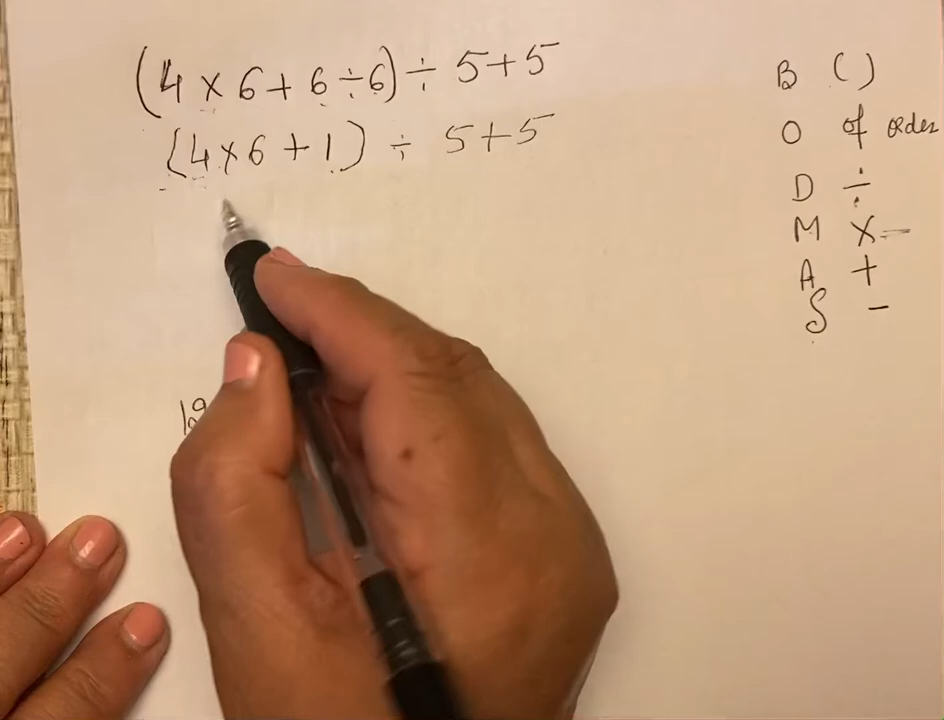 (4 × 6 + 6 ÷ 6) ÷ 5 + 5
(4 × 6 + 1) ÷ 5 + 5
B ( )
O of order
D ÷
M ×
A +
S -